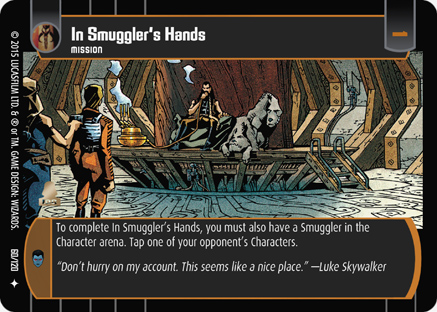 In Smuggler's Hands
MISSION
1
© 2015 LUCASFILM LTD. & ® or TM. GAME DESIGN: WIZARDS.
To complete In Smuggler's Hands, you must also have a Smuggler in the
Character arena. Tap one of your opponent's Characters.
"Don't hurry on my account. This seems like a nice place." —Luke Skywalker